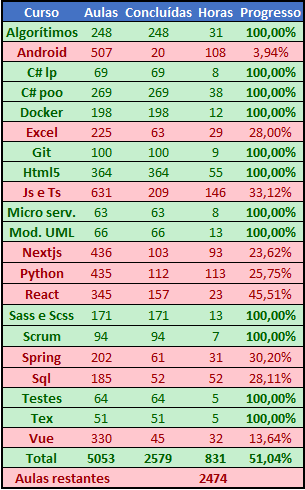 Curso Aulas Concluídas Horas Progresso
Algorítimos 248 248 31 100,00%
Android 507 20 108 3,94%
C# lp 69 69 8 100,00%
C# poo 269 269 38 100,00%
Docker 198 198 12 100,00%
Excel 225 63 29 28,00%
Git 100 100 9 100,00%
Html5 364 364 55 100,00%
Js e Ts 631 209 146 33,12%
Micro serv. 63 63 8 100,00%
Mod. UML 66 66 13 100,00%
Nextjs 436 103 93 23,62%
Python 435 112 113 25,75%
React 345 157 23 45,51%
Sass e Scss 171 171 13 100,00%
Scrum 94 94 7 100,00%
Spring 202 61 31 30,20%
Sql 185 52 52 28,11%
Testes 64 64 5 100,00%
Tex 51 51 5 100,00%
Vue 330 45 32 13,64%
Total 5053 2579 831 51,04%
Aulas restantes 2474